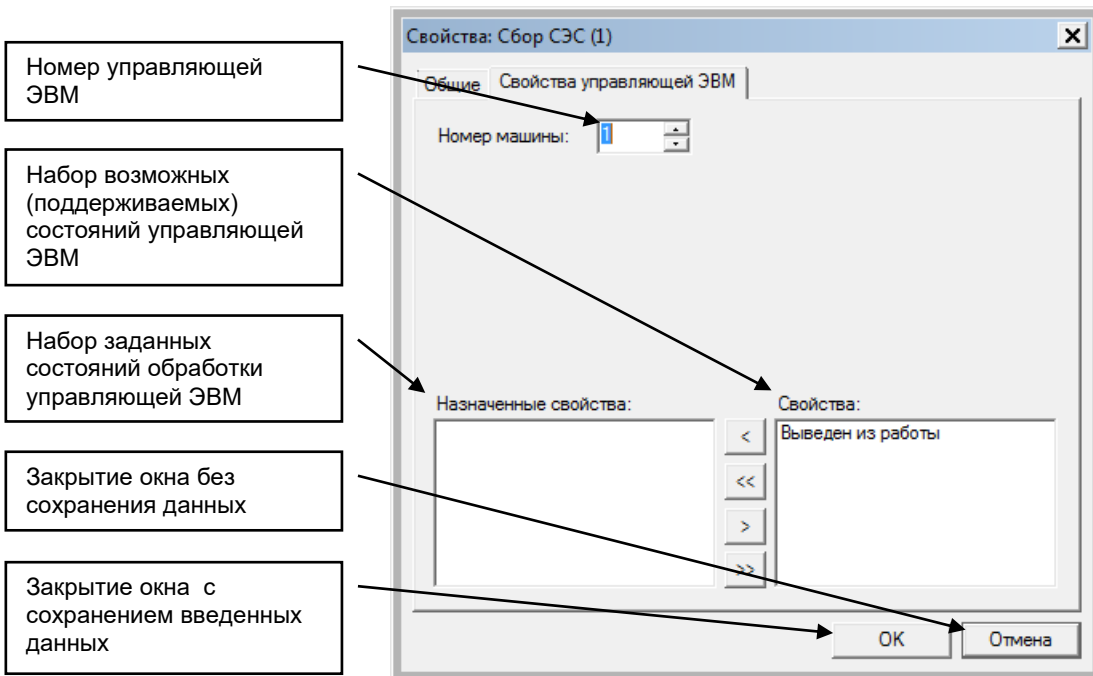 Номер управляющей
ЭВМ
Набор возможных
(поддерживаемых)
состояний управляющей
ЭВМ
Набор заданных
состояний обработки
управляющей ЭВМ
Закрытие окна без
сохранения данных
Закрытие окна с
сохранением введенных
данных
Свойства: Сбор СЭС (1)
Общие
Свойства управляющей ЭВМ
Номер машины:
1
Назначенные свойства:
Свойства:
Выведен из работы
<
<<
>
>>
OK
Отмена